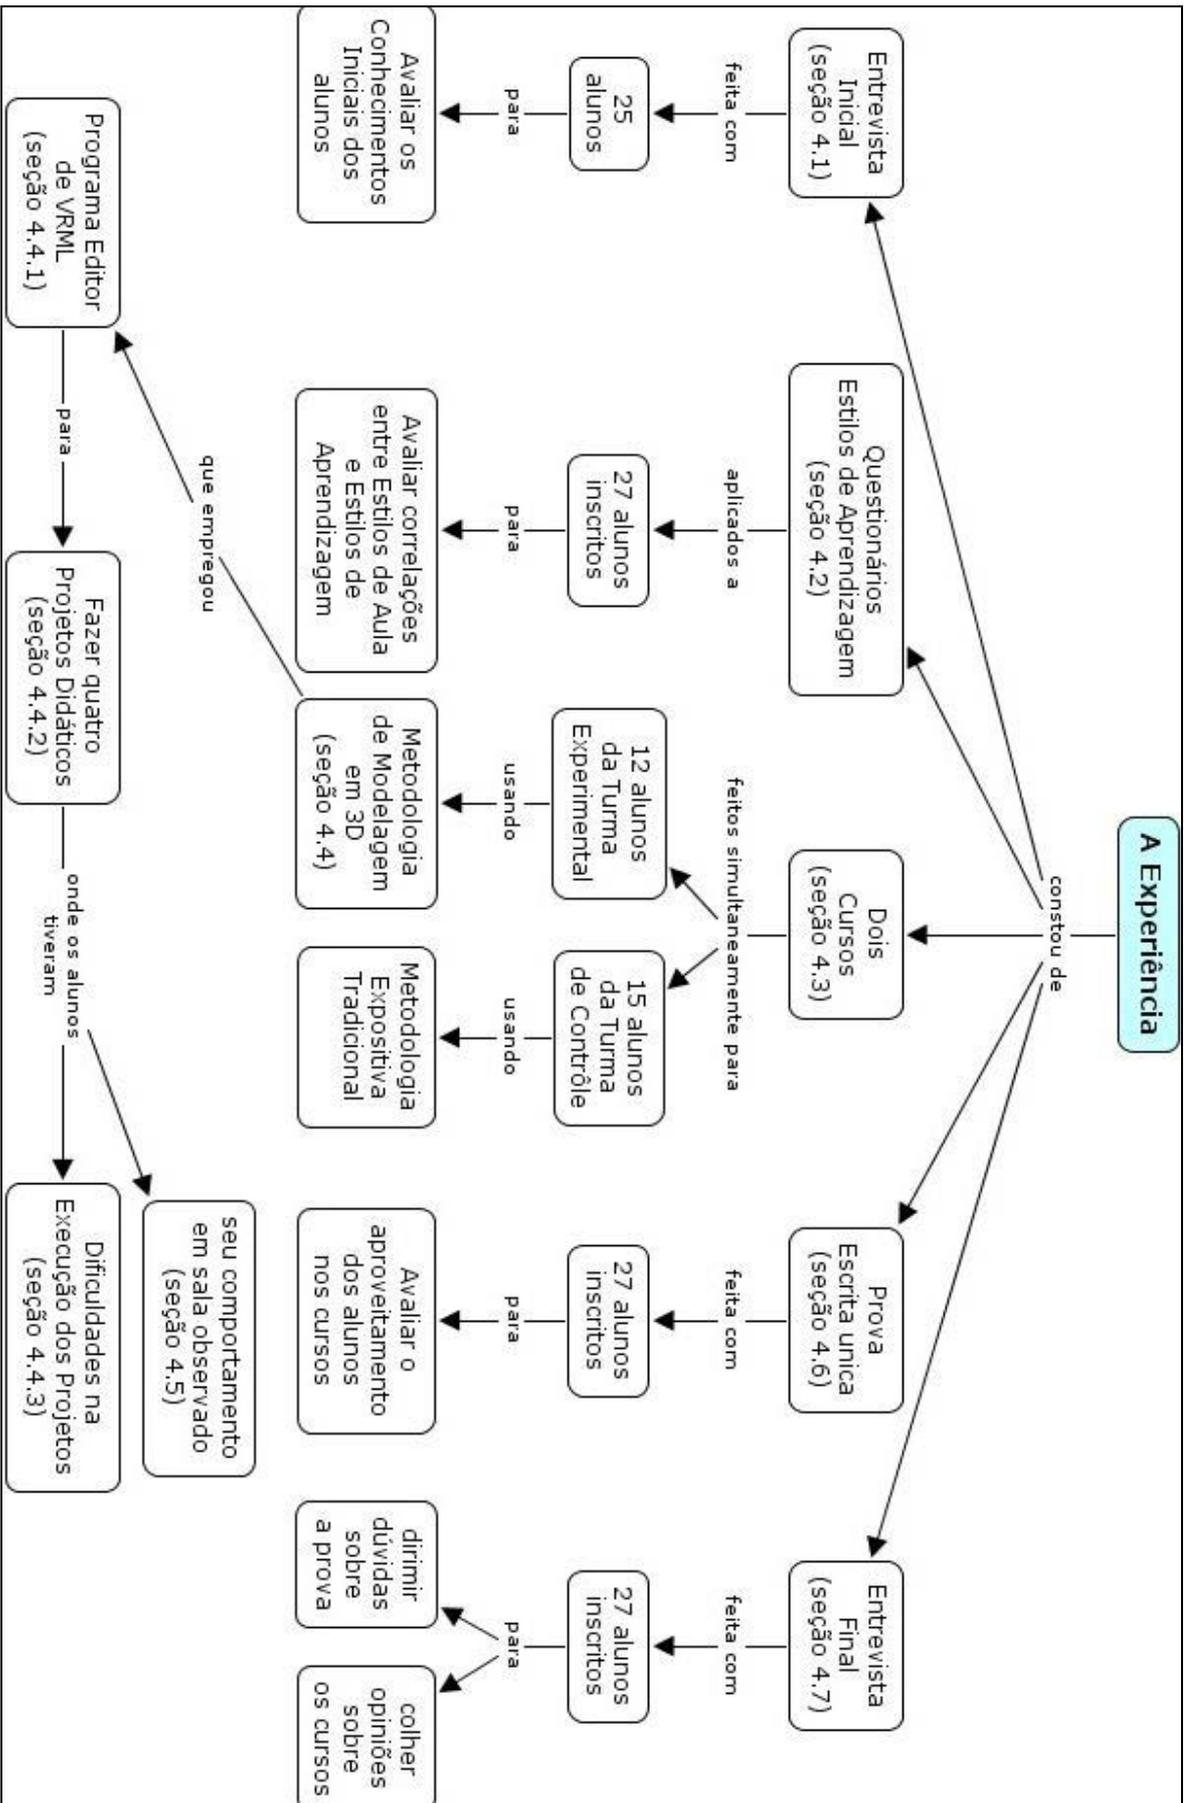 A Experiência
constou de
Entrevista
Inicial
(seção 4.1)
feita com
25
alunos
para
Avaliar os
Conhecimentos
Iniciais dos
alunos
Questionários
Estilos de Aprendizagem
(seção 4.2)
aplicados a
27 alunos
inscritos
para
Avaliar correlações
entre Estilos de Aula
e Estilos de
Aprendizagem
Dois
Cursos
(seção 4.3)
feitos simultaneamente para
12 alunos
da Turma
Experimental
usando
Metodologia
de Modelagem
em 3D
(seção 4.4)
15 alunos
da Turma
de Contrôle
usando
Metodologia
Expositiva
Tradicional
Prova
Escrita unica
(seção 4.6)
feita com
27 alunos
inscritos
para
Avaliar o
aproveitamento
dos alunos
nos cursos
Entrevista
Final
(seção 4.7)
feita com
27 alunos
inscritos
para
dirimir
dúvidas
sobre
a prova
colher
opiniões
sobre
os cursos
que empregou
Programa Editor
de VRML
(seção 4.4.1)
para
Fazer quatro
Projetos Didáticos
(seção 4.4.2)
onde os alunos
tiveram
seu comportamento
em sala observado
(seção 4.5)
Dificuldades na
Execução dos Projetos
(seção 4.4.3)